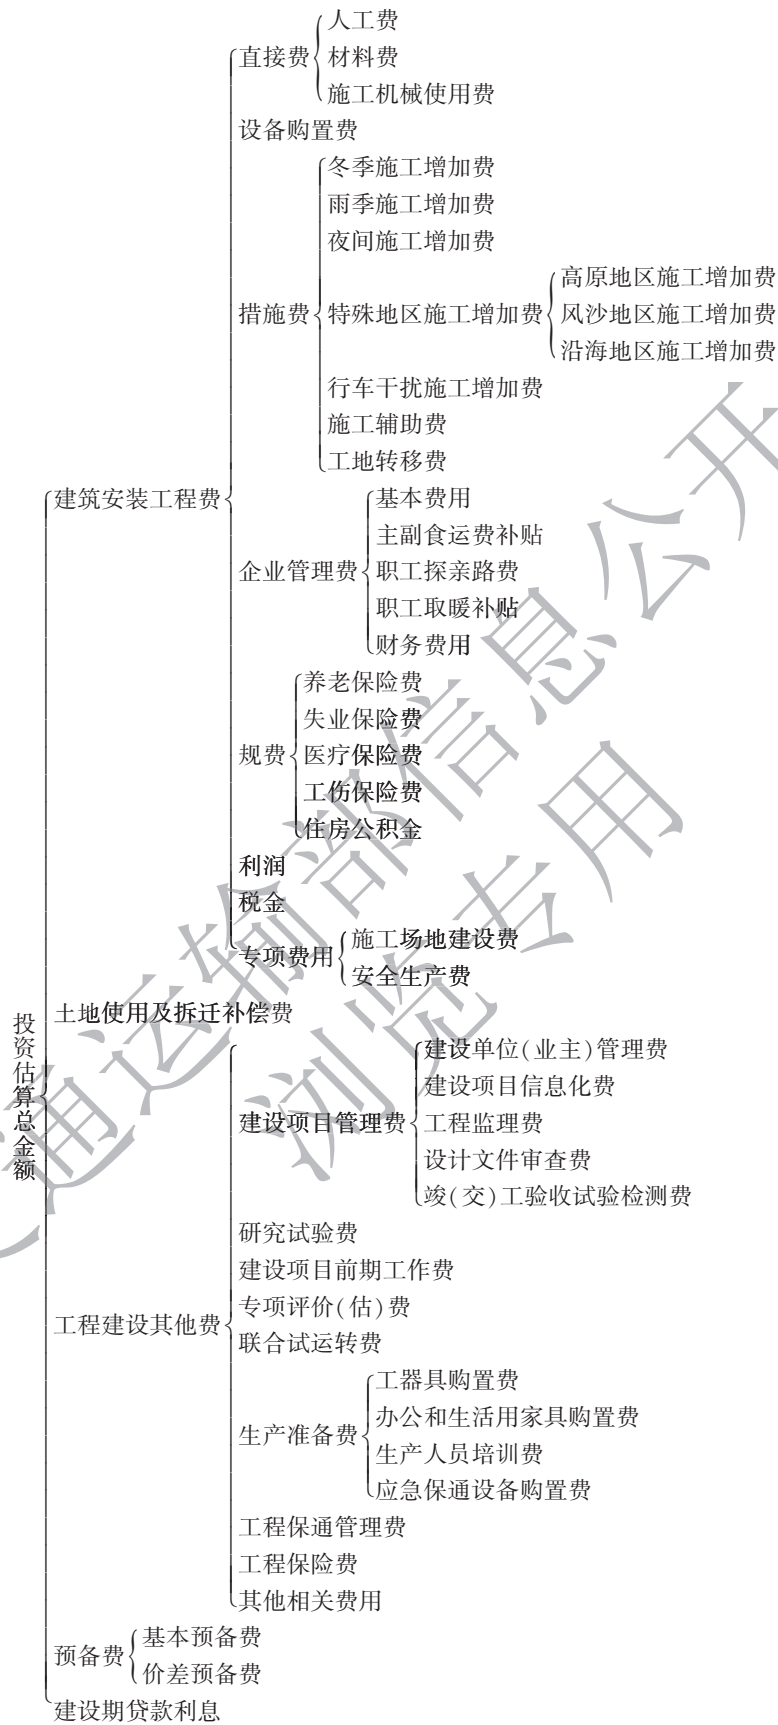 人工费
直接费
材料费
施工机械使用费
设备购置费
冬季施工增加费
雨季施工增加费
夜间施工增加费
高原地区施工增加费
措施费
特殊地区施工增加费
风沙地区施工增加费
沿海地区施工增加费
行车干扰施工增加费
施工辅助费
工地转移费
建筑安装工程费
基本费用
主副食运费补贴
企业管理费
职工探亲路费
职工取暖补贴
财务费用
养老保险费
失业保险费
规费
医疗保险费
工伤保险费
住房公积金
利润
税金
专项费用
施工场地建设费
安全生产费
投资估算总金额
土地使用及拆迁补偿费
建设单位(业主)管理费
建设项目信息化费
建设项目管理费
工程监理费
设计文件审查费
竣(交)工验收试验检测费
研究试验费
建设项目前期工作费
专项评价(估)费
工程建设其他费
联合试运转费
工器具购置费
办公和生活用家具购置费
生产准备费
生产人员培训费
应急保通设备购置费
工程保通管理费
工程保险费
其他相关费用
预备费
基本预备费
价差预备费
建设期贷款利息
通运输部信息公开
浏览专用